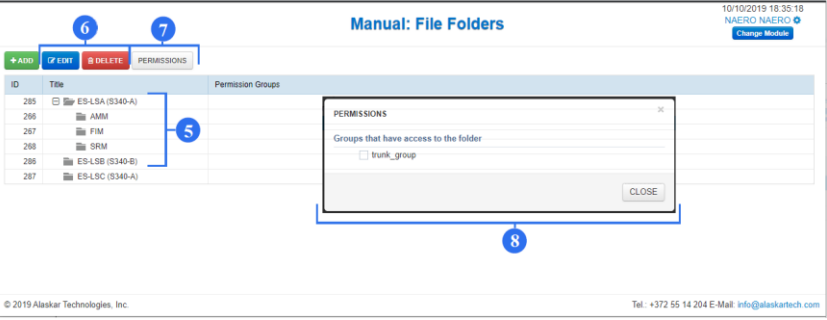 10/10/2019 18:35:18
6
7
Manual: File Folders
NAERO NAERO
Change Module
+ADD
EDIT
DELETE
PERMISSIONS
ID Title Permission Groups
285 ES-LSA (S340-A)
266 AMM
267 FIM
268 SRM
286 ES-LSB (S340-B)
287 ES-LSC (S340-A)
5
PERMISSIONS ×
Groups that have access to the folder
trunk_group
CLOSE
8
© 2019 Alaskar Technologies, Inc.
Tel.: +372 55 14 204 E-Mail: info@alaskartech.com